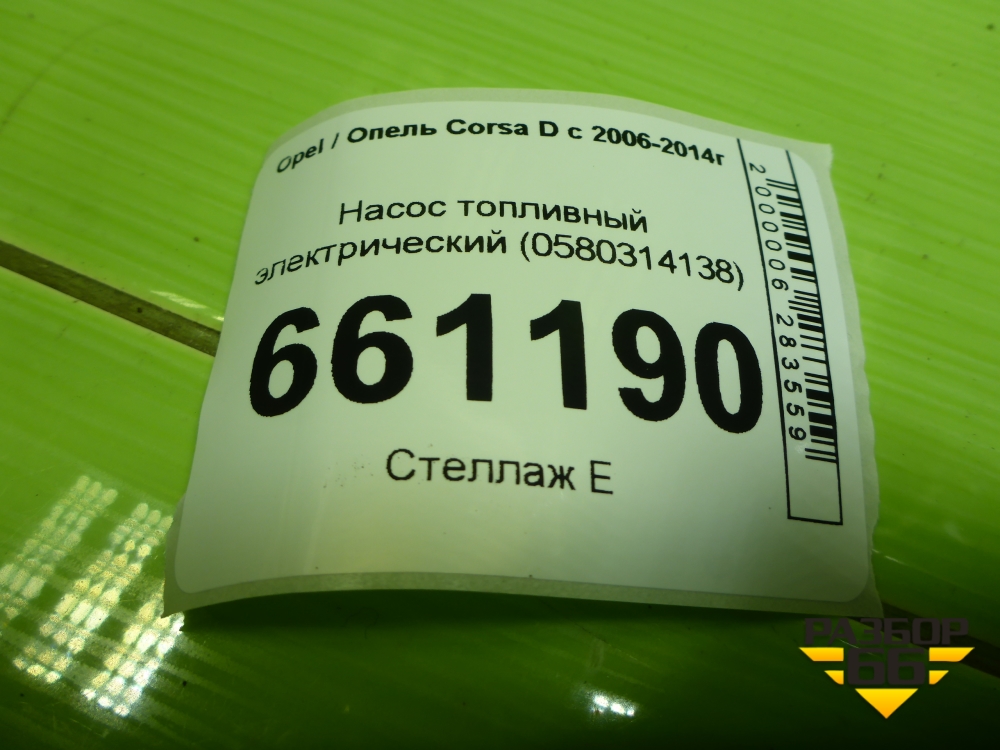 Opel / Опель Corsa D с 2006-2014г
Насос топливный
электрический (0580314138)
661190
Стеллаж Е
2000006283559
РАЗБОР
66